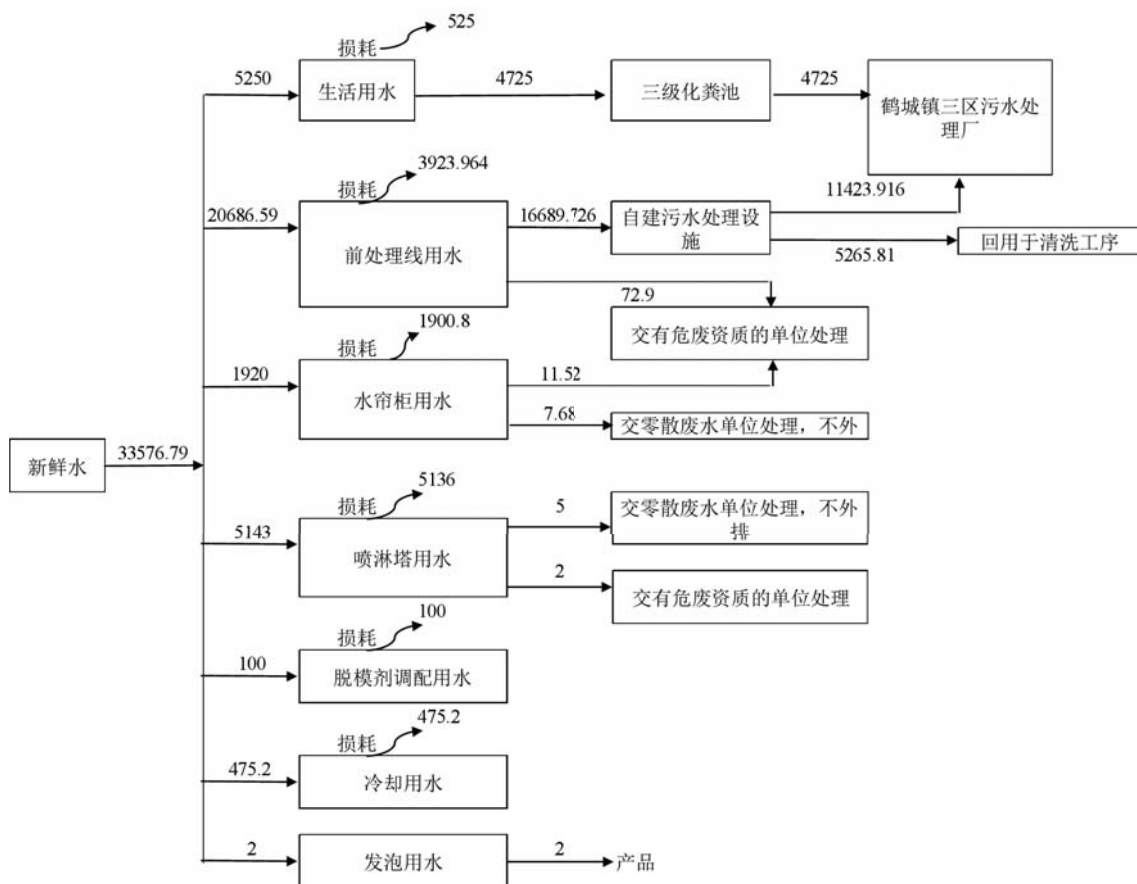 损耗
525
5250
生活用水
4725
三级化粪池
4725
鹤城镇三区污水处
理厂
损耗
3923.964
20686.59
前处理线用水
16689.726
自建污水处理设
施
11423.916
5265.81
回用于清洗工序
72.9
交有危废资质的单位处理
损耗
1900.8
1920
水帘柜用水
11.52
7.68
交零散废水单位处理，不外
新鲜水
33576.79
损耗
5136
5143
喷淋塔用水
5
交零散废水单位处理，不外
排
2
交有危废资质的单位处理
损耗
100
100
脱模剂调配用水
损耗
475.2
475.2
冷却用水
2
发泡用水
2
产品